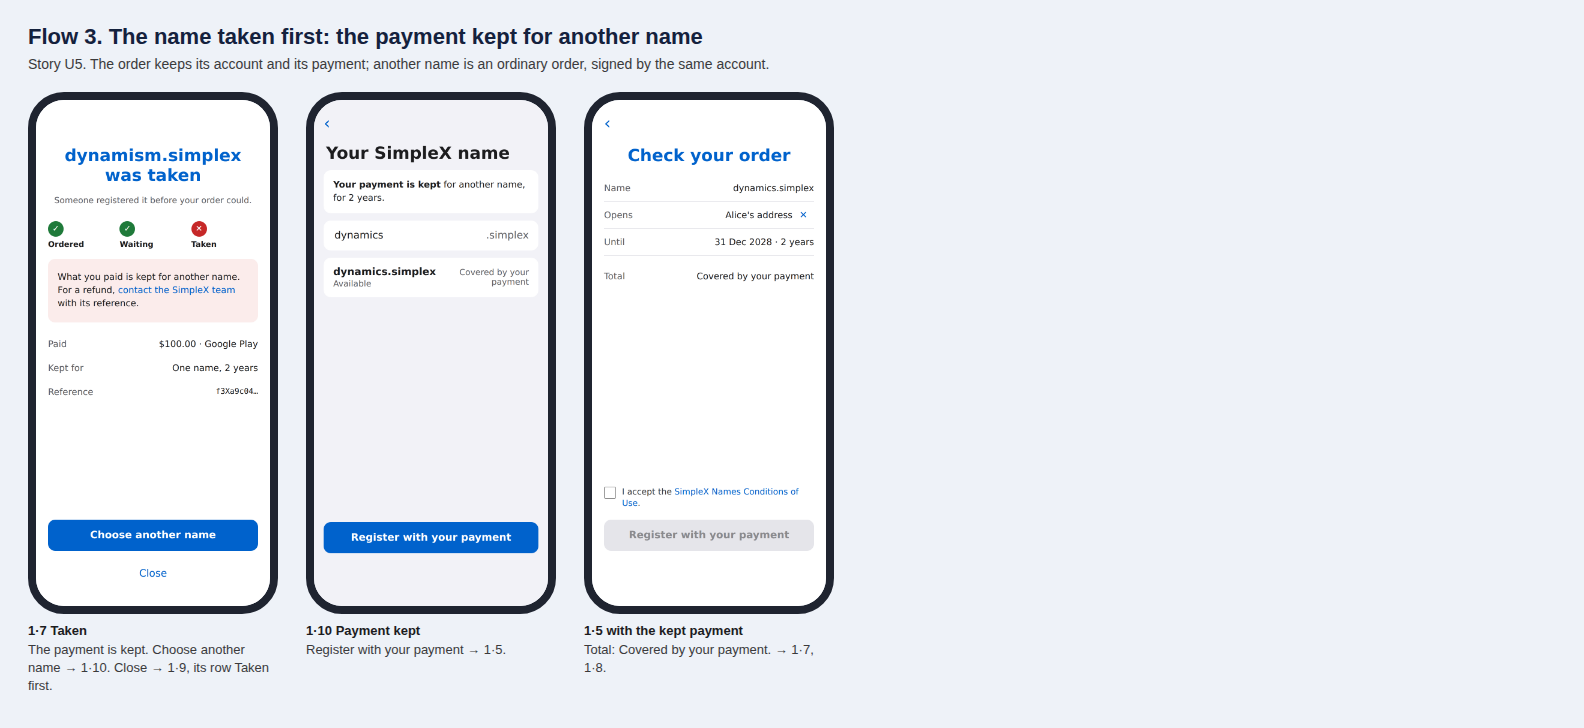 Flow 3. The name taken first: the payment kept for another name
Story U5. The order keeps its account and its payment; another name is an ordinary order, signed by the same account.
dynamism.simplex
was taken
Someone registered it before your order could.
Ordered
Waiting
Taken
What you paid is kept for another name.
For a refund, contact the SimpleX team
with its reference.
Paid
$100.00 · Google Play
Kept for
One name, 2 years
Reference
f3Xa9c04…
Choose another name
Close
1·7 Taken
The payment is kept. Choose another
name → 1·10. Close → 1·9, its row Taken
first.
Your SimpleX name
Your payment is kept for another name,
for 2 years.
dynamics
.simplex
dynamics.simplex
Available
Covered by your
payment
Register with your payment
1·10 Payment kept
Register with your payment → 1·5.
Check your order
Name
dynamics.simplex
Opens
Alice's address ✕
Until
31 Dec 2028 · 2 years
Total
Covered by your payment
I accept the SimpleX Names Conditions of
Use.
Register with your payment
1·5 with the kept payment
Total: Covered by your payment. → 1·7,
1·8.